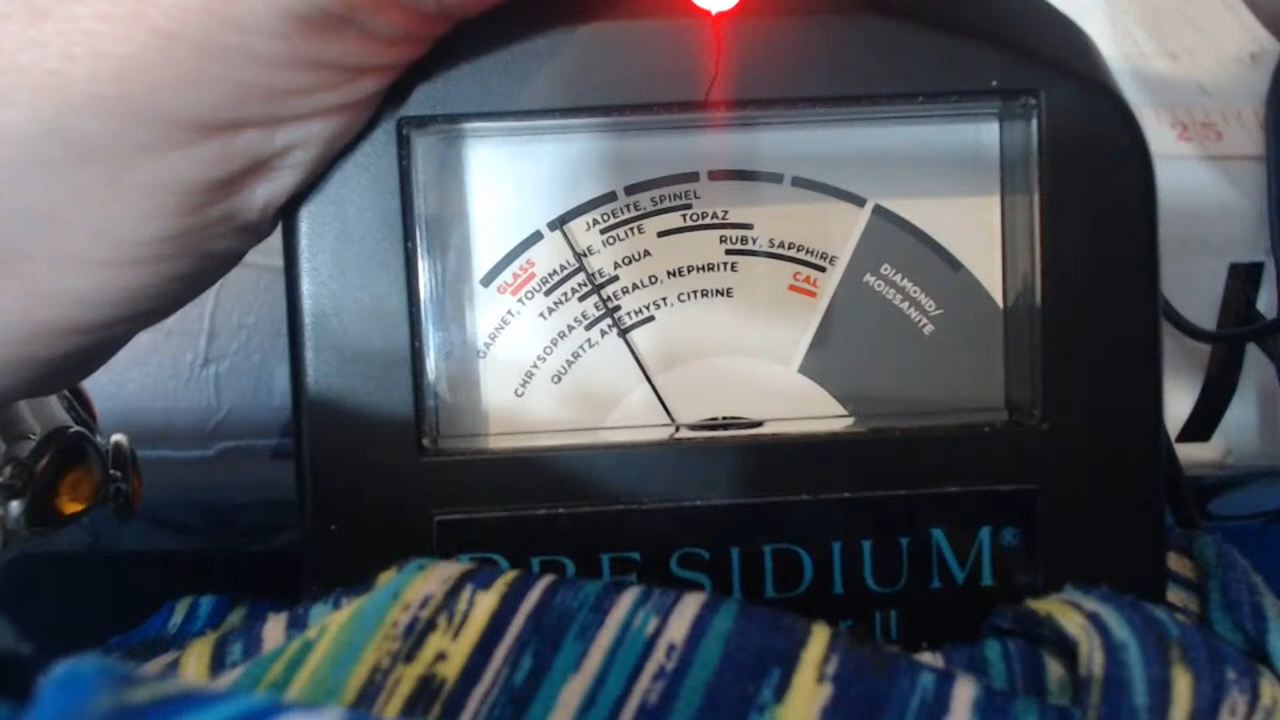 25
JADEITE, SPINEL
TOPAZ
GLASS
GARNET, TOURMALINE, IOLITE
RUBY, SAPPHIRE
TANZANITE, AQUA
CAL
CHRYSOPRASE, EMERALD, NEPHRITE
QUARTZ, AMETHYST, CITRINE
DIAMOND/
MOISSANITE
PRESIDIUM®